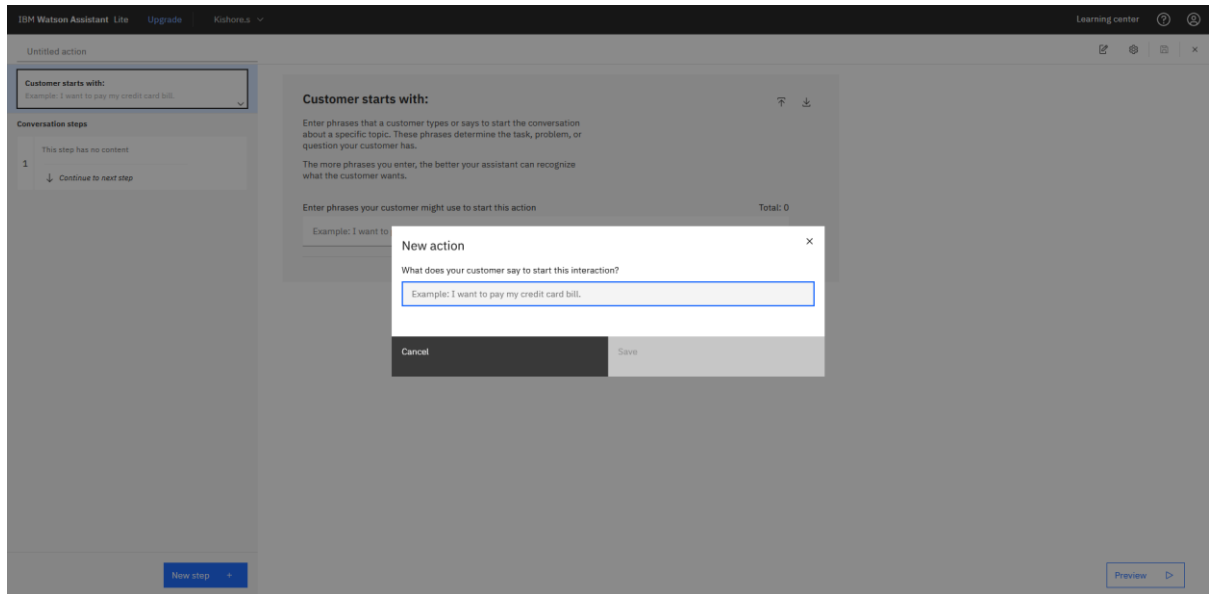 IBM Watson Assistant Lite Upgrade Kishore.s
Learning center
Untitled action
Customer starts with:
Example: I want to pay my credit card bill.
Conversation steps
1
This step has no content
Continue to next step
New step +
Customer starts with:
Enter phrases that a customer types or says to start the conversation
about a specific topic. These phrases determine the task, problem, or
question your customer has.
The more phrases you enter, the better your assistant can recognize
what the customer wants.
Enter phrases your customer might use to start this action
Total: 0
Example: I want to
New action
What does your customer say to start this interaction?
Example: I want to pay my credit card bill.
Cancel
Save
Preview